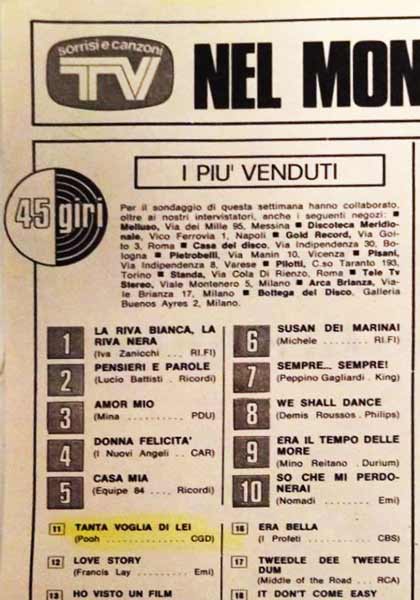 sorrisi e canzoni
TV
NEL MON
45 giri
I PIU' VENDUTI
Per il sondaggio di questa settimana hanno collaborato,
oltre ai nostri intervistatori, anche i seguenti negozi: ■
Melluso, Via dei Mille 95, Messina ■ Discoteca Meridio-
nale, Vico Ferrovia 1, Napoli ■ Gold Record, Via Goi-
to 3, Roma ■ Casa del disco, Via Indipendenza 30, Bo-
logna ■ Pietrobelli, Via Manin 10, Vicenza ■ Pisani,
Via Indipendenza 8, Varese ■ Pilotti, C.so Taranto 193,
Torino ■ Standa, Via Cola Di Rienzo, Roma ■ Tele Tv
Stereo, Viale Montenero 5, Milano ■ Arca Brianza, Via-
le Brianza 17, Milano ■ Bottega del Disco, Galleria
Buenos Ayres 2, Milano.
1 LA RIVA BIANCA, LA
RIVA NERA
(Iva Zanicchi ... RI.FI)
2 PENSIERI E PAROLE
(Lucio Battisti . Ricordi)
3 AMOR MIO
(Mina ... PDU)
4 DONNA FELICITA'
(I Nuovi Angeli .. CAR)
5 CASA MIA
(Equipe 84 ... Ricordi)
11 TANTA VOGLIA DI LEI
(Pooh ... CGD)
12 LOVE STORY
(Francis Lay ... Emi)
13 HO VISTO UN FILM
6 SUSAN DEI MARINAI
(Michele ... RI.FI)
7 SEMPRE... SEMPRE!
(Peppino Gagliardi . King)
8 WE SHALL DANCE
(Demis Roussos . Philips)
9 ERA IL TEMPO DELLE
MORE
(Mino Reitano . Durium)
10 SO CHE MI PERDO-
NERAI
(Nomadi ... Emi)
16 ERA BELLA
(I Profeti ... CBS)
17 TWEEDLE DEE TWEEDLE
DUM
(Middle of the Road ... RCA)
18 IT DON'T COME EASY